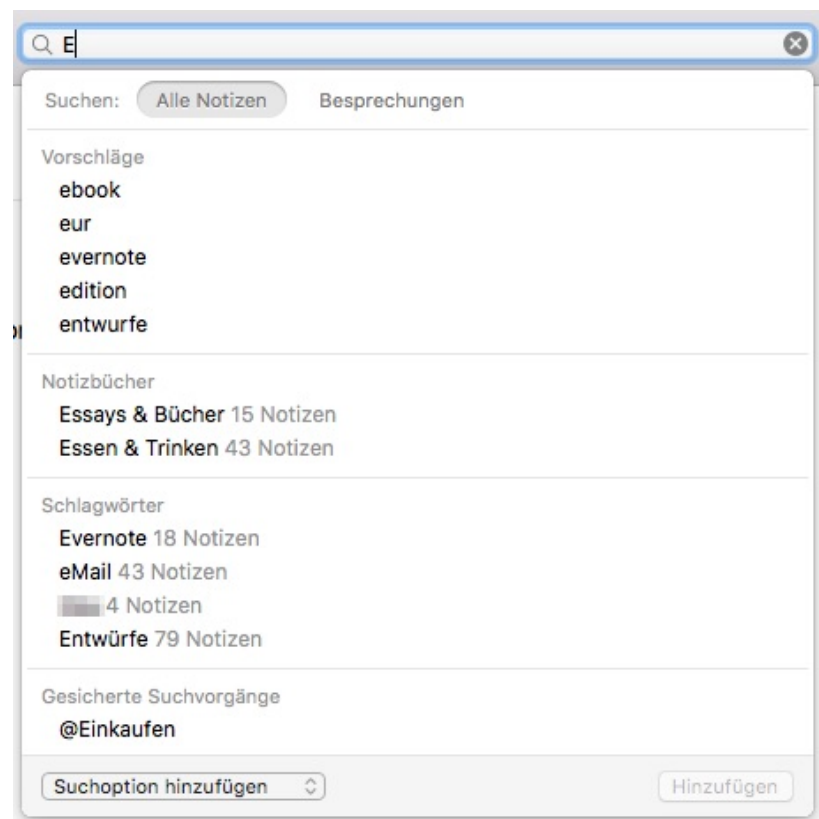 E
Suchen: Alle Notizen Besprechungen
Vorschläge
ebook
eur
evernote
edition
entwurfe
Notizbücher
Essays & Bücher 15 Notizen
Essen & Trinken 43 Notizen
Schlagwörter
Evernote 18 Notizen
eMail 43 Notizen
4 Notizen
Entwürfe 79 Notizen
Gesicherte Suchvorgänge
@Einkaufen
Suchoption hinzufügen Hinzufügen